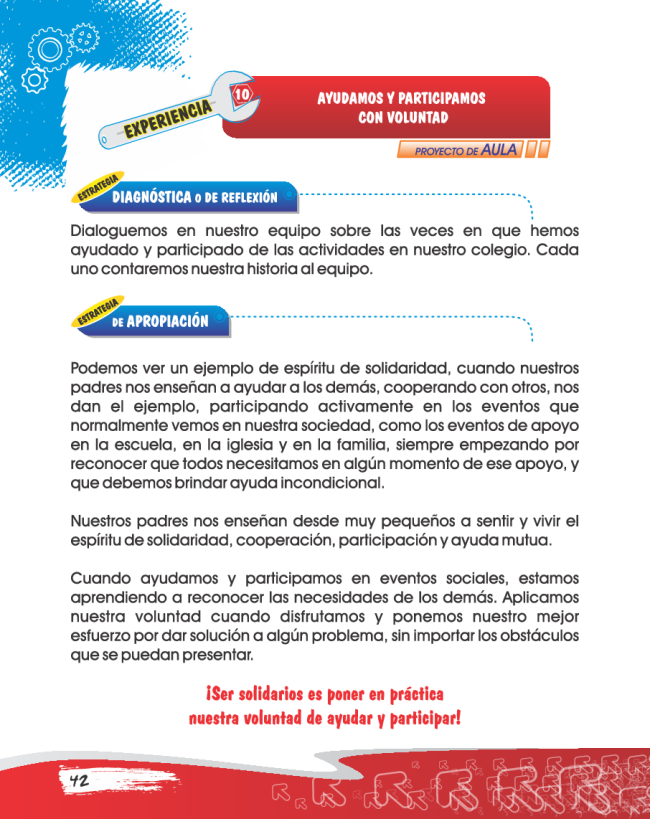 EXPERIENCIA
10
AYUDAMOS Y PARTICIPAMOS
CON VOLUNTAD
PROYECTO DE AULA
ESTRATEGIA
DIAGNÓSTICA O DE REFLEXIÓN
Dialoguemos en nuestro equipo sobre las veces en que hemos
ayudado y participado de las actividades en nuestro colegio. Cada
uno contaremos nuestra historia al equipo.
ESTRATEGIA
DE APROPIACIÓN
Podemos ver un ejemplo de espíritu de solidaridad, cuando nuestros
padres nos enseñan a ayudar a los demás, cooperando con otros, nos
dan el ejemplo, participando activamente en los eventos que
normalmente vemos en nuestra sociedad, como los eventos de apoyo
en la escuela, en la iglesia y en la familia, siempre empezando por
reconocer que todos necesitamos en algún momento de ese apoyo, y
que debemos brindar ayuda incondicional.
Nuestros padres nos enseñan desde muy pequeños a sentir y vivir el
espíritu de solidaridad, cooperación, participación y ayuda mutua.
Cuando ayudamos y participamos en eventos sociales, estamos
aprendiendo a reconocer las necesidades de los demás. Aplicamos
nuestra voluntad cuando disfrutamos y ponemos nuestro mejor
esfuerzo por dar solución a algún problema, sin importar los obstáculos
que se puedan presentar.
¡Ser solidarios es poner en práctica
nuestra voluntad de ayudar y participar!
42